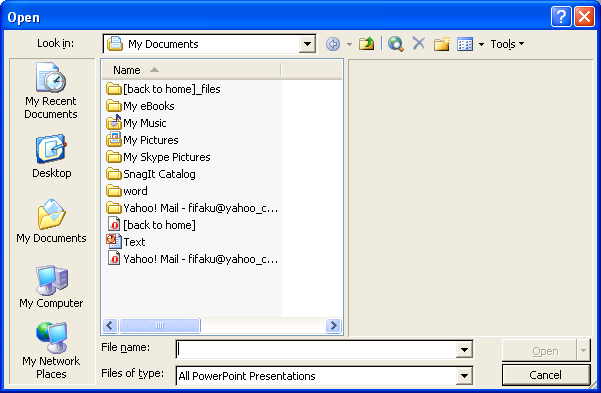 Open
Look in: My Documents Tools
Name
My Recent Documents
Desktop
My Documents
My Computer
My Network Places
[back to home]_files
My eBooks
My Music
My Pictures
My Skype Pictures
SnagIt Catalog
word
Yahoo! Mail - fifaku@yahoo_c...
[back to home]
Text
Yahoo! Mail - fifaku@yahoo_c...
File name: Open
Files of type: All PowerPoint Presentations Cancel